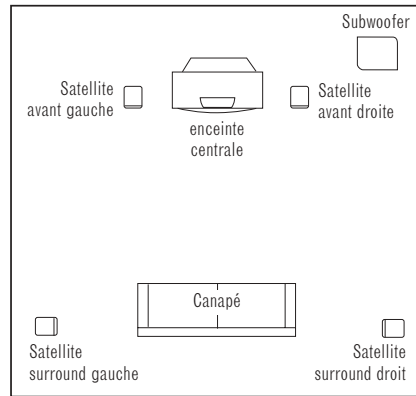 Subwoofer
Satellite
avant gauche
Satellite
avant droite
enceinte
centrale
Canapé
Satellite
surround gauche
Satellite
surround droit